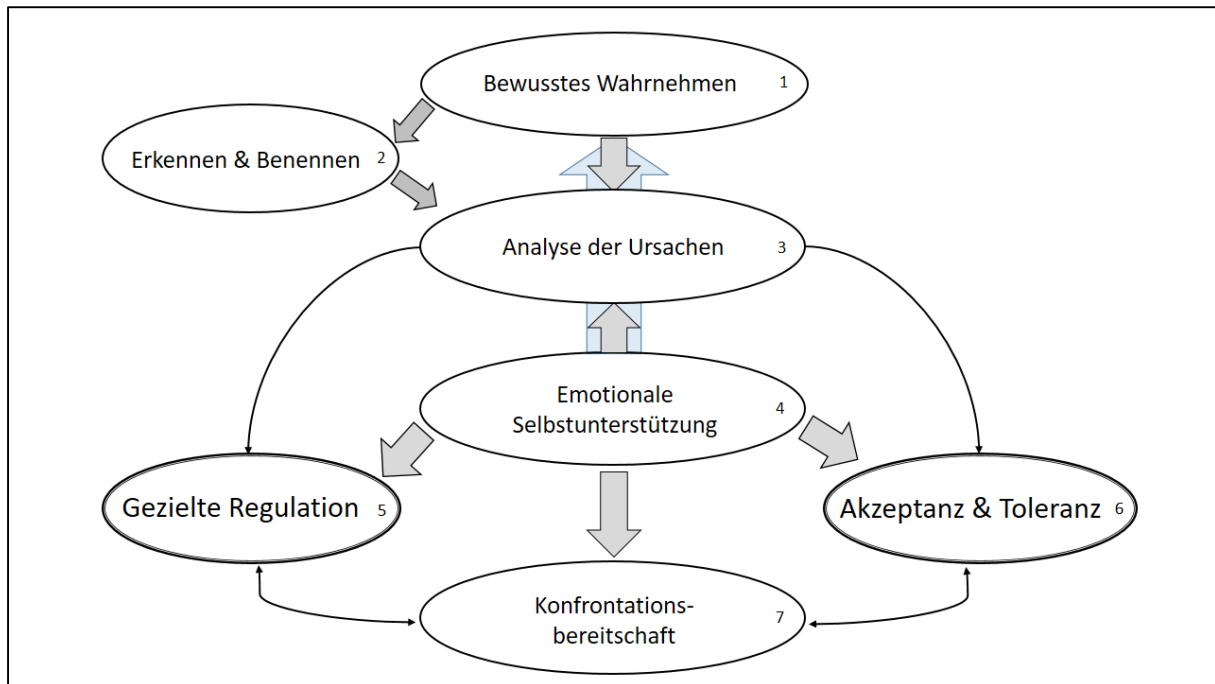 Bewusstes Wahrnehmen 1
Erkennen & Benennen 2
Analyse der Ursachen 3
Emotionale
Selbstunterstützung 4
Gezielte Regulation 5
Akzeptanz & Toleranz 6
Konfrontations-
bereitschaft 7